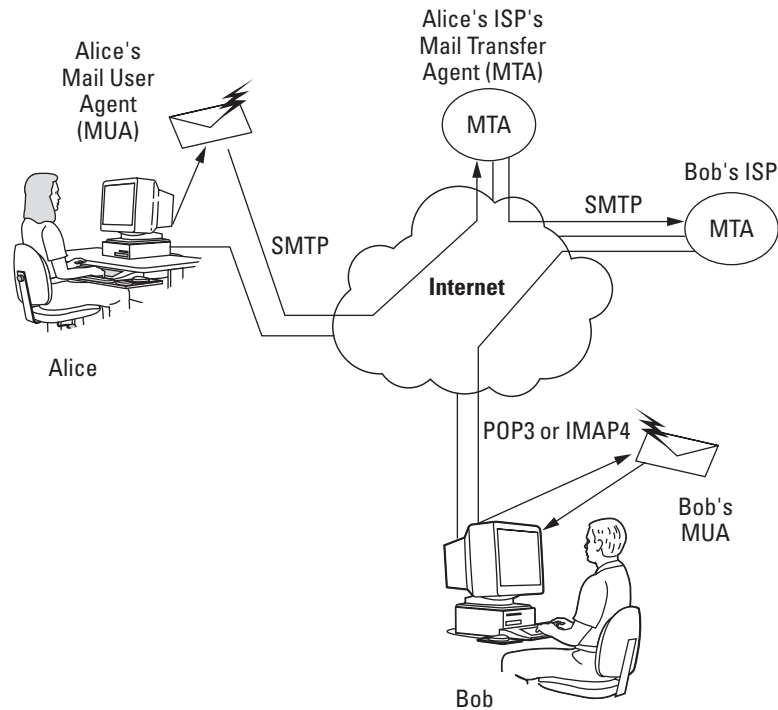 Alice's
Mail User
Agent
(MUA)
Alice's ISP's
Mail Transfer
Agent (MTA)
MTA
Bob's ISP
MTA
SMTP
SMTP
Internet
Alice
POP3 or IMAP4
Bob's
MUA
Bob